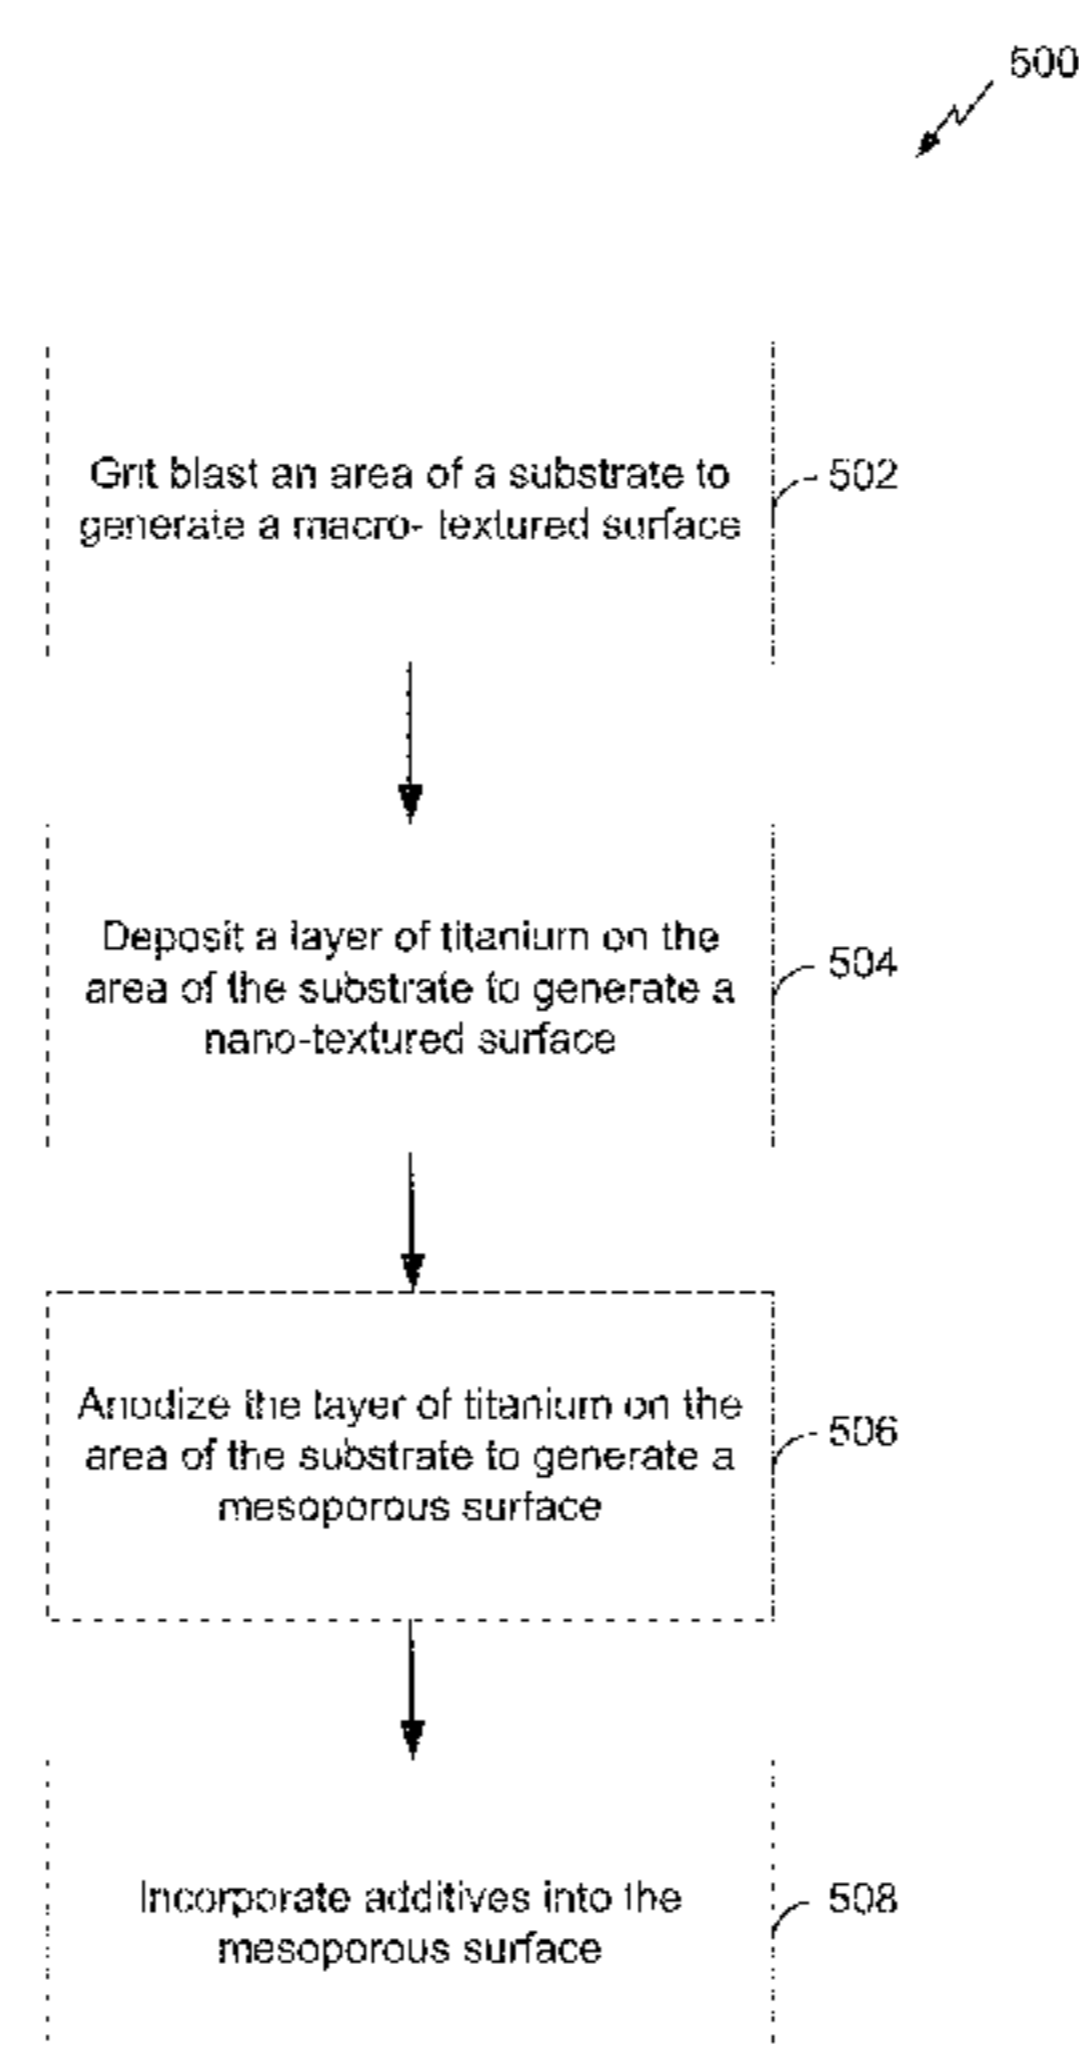 500
Grit blast an area of a substrate to
generate a macro- textured surface
502
Deposit a layer of titanium on the
area of the substrate to generate a
nano-textured surface
504
Anodize the layer of titanium on the
area of the substrate to generate a
mesoporous surface
506
Incorporate additives into the
mesoporous surface
508